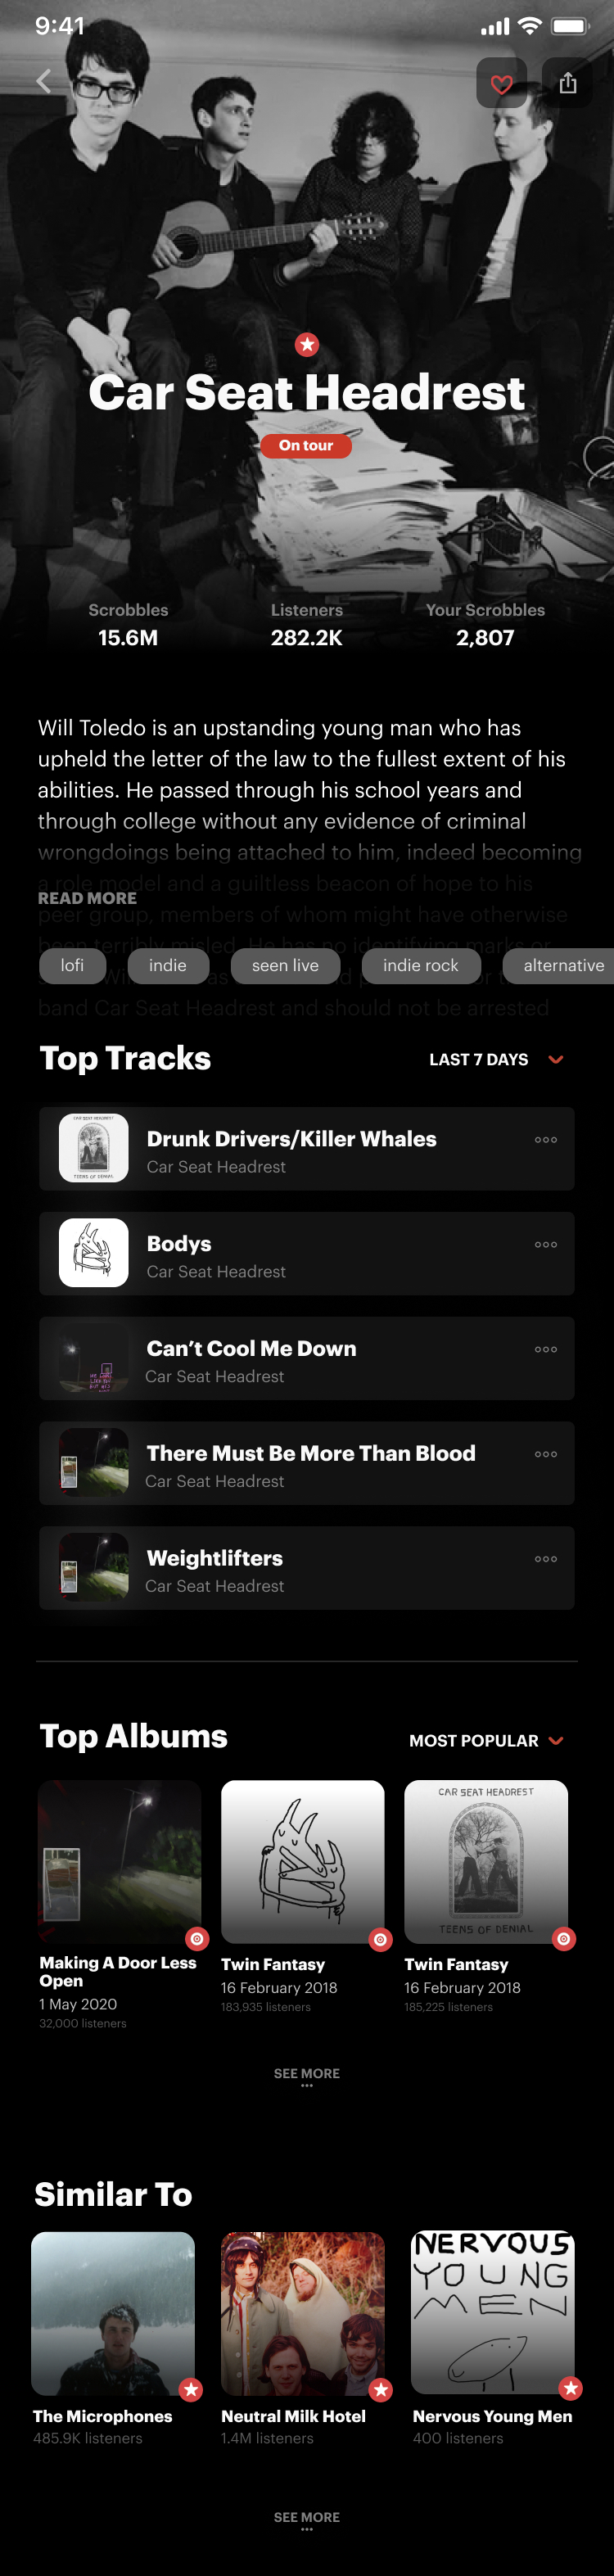 9:41
Car Seat Headrest
On tour
Scrobbles Listeners Your Scrobbles
15.6M 282.2K 2,807
Will Toledo is an upstanding young man who has
upheld the letter of the law to the fullest extent of his
abilities. He passed through his school years and
through college without any evidence of criminal
wrongdoings being attached to him, indeed becoming
a role model and a guiltless beacon of hope to his
READ MORE
peer group, members of whom might have otherwise
been terribly misled. He has no identifying marks or
lofi indie seen live indie rock alternative
band Car Seat Headrest and should not be arrested
Top Tracks LAST 7 DAYS
CAR SEAT HEADREST
TEENS OF DENIAL
Drunk Drivers/Killer Whales
Car Seat Headrest
Bodys
Car Seat Headrest
Can’t Cool Me Down
Car Seat Headrest
There Must Be More Than Blood
Car Seat Headrest
Weightlifters
Car Seat Headrest
Top Albums MOST POPULAR
CAR SEAT HEADREST
TEENS OF DENIAL
Making A Door Less
Open
1 May 2020
32,000 listeners
Twin Fantasy
16 February 2018
183,935 listeners
Twin Fantasy
16 February 2018
185,225 listeners
SEE MORE
Similar To
NERVOUS
YOUNG
MEN
The Microphones
485.9K listeners
Neutral Milk Hotel
1.4M listeners
Nervous Young Men
400 listeners
SEE MORE